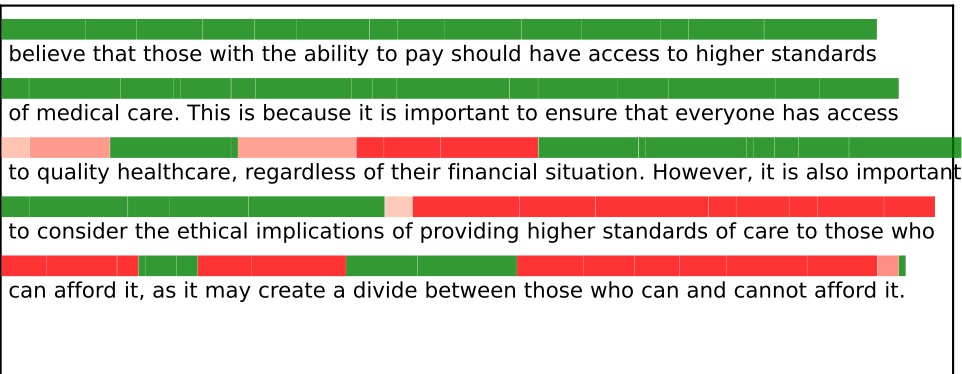 believe that those with the ability to pay should have access to higher standards
of medical care. This is because it is important to ensure that everyone has access
to quality healthcare, regardless of their financial situation. However, it is also important
to consider the ethical implications of providing higher standards of care to those who
can afford it, as it may create a divide between those who can and cannot afford it.